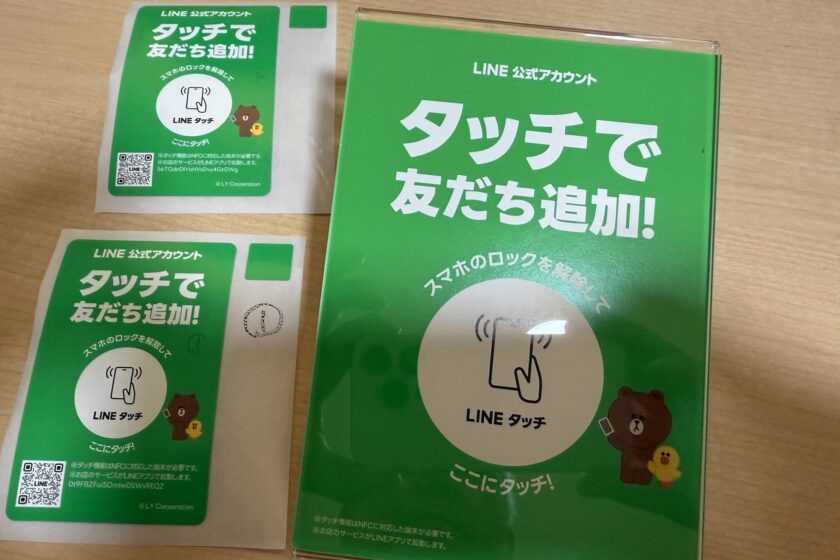 LINE 公式アカウント
タッチで
友だち追加!
スマホのロックを解除して
LINE タッチ
ここにタッチ!
※タッチ機能はNFCに対応した端末が必要です。
※お店のサービスがLINEアプリで起動します。
LINE
© LY Corporation
LINE 公式アカウント
タッチで
友だち追加!
スマホのロックを解除して
LINE タッチ
ここにタッチ!
※タッチ機能はNFCに対応した端末が必要です。
※お店のサービスがLINEアプリで起動します。
LINE
© LY Corporation
LINE 公式アカウント
タッチで
友だち追加!
スマホのロックを解除して
LINE タッチ
ここにタッチ!
※タッチ機能はNFCに対応した端末が必要です。
※お店のサービスがLINEアプリで起動します。